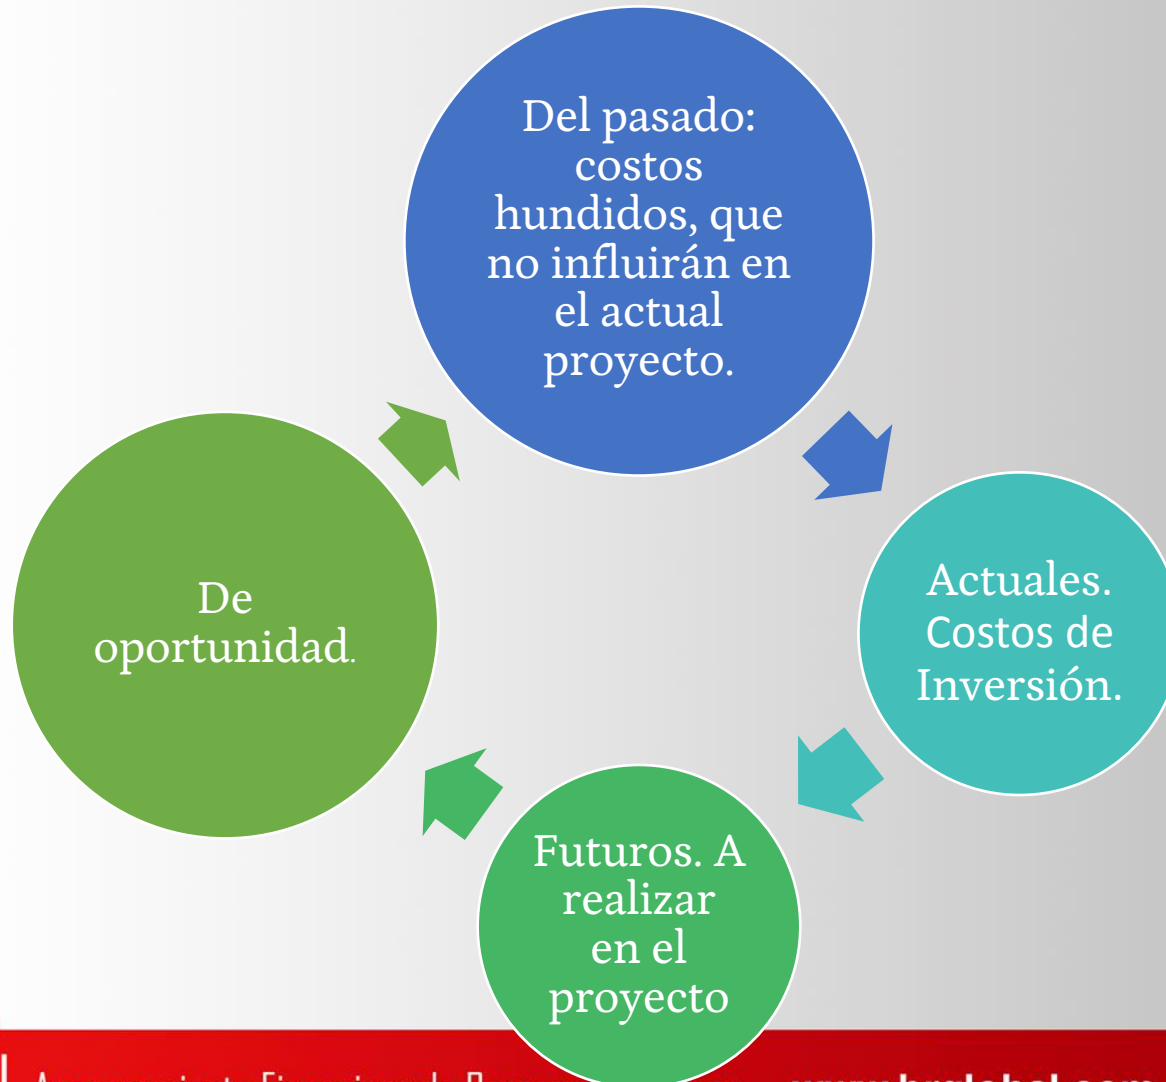 Del pasado:
costos
hundidos, que
no influirán en
el actual
proyecto.
Actuales.
Costos de
Inversión.
Futuros. A
realizar
en el
proyecto
De
oportunidad.